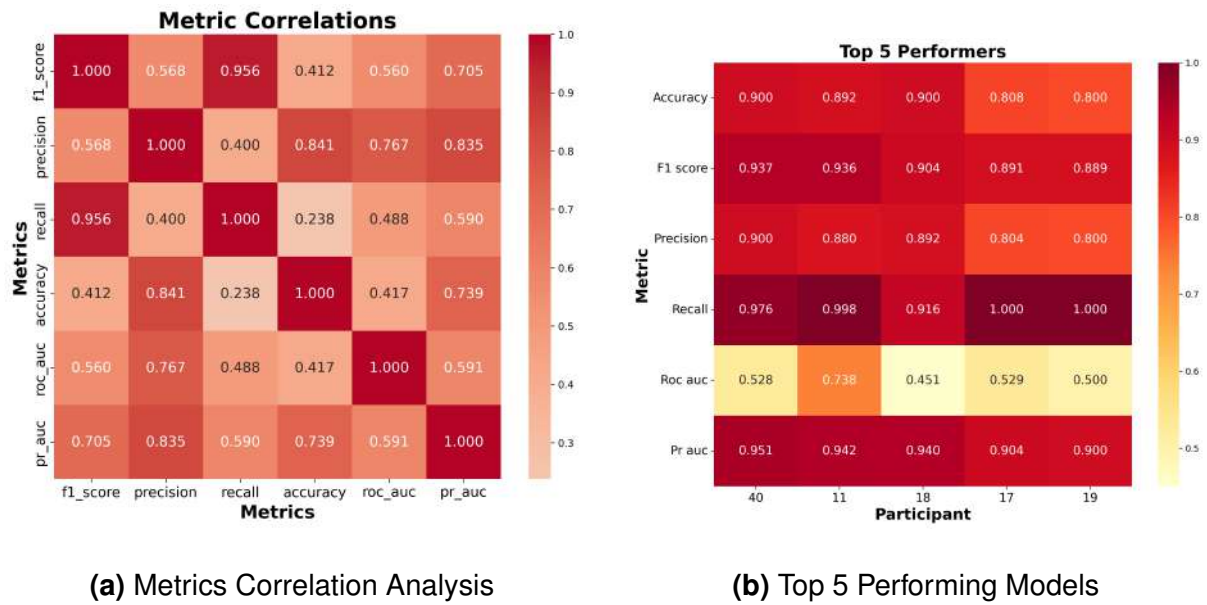 Metric Correlations
f1_score 1.000 0.568 0.956 0.412 0.560 0.705
precision 0.568 1.000 0.400 0.841 0.767 0.835
recall 0.956 0.400 1.000 0.238 0.488 0.590
accuracy 0.412 0.841 0.238 1.000 0.417 0.739
roc_auc 0.560 0.767 0.488 0.417 1.000 0.591
pr_auc 0.705 0.835 0.590 0.739 0.591 1.000
f1_score precision recall accuracy roc_auc pr_auc
Metrics
Metrics
1.0
0.9
0.8
0.7
0.6
0.5
0.4
0.3
(a) Metrics Correlation Analysis
Top 5 Performers
Accuracy 0.900 0.892 0.900 0.808 0.800
F1 score 0.937 0.936 0.904 0.891 0.889
Precision 0.900 0.880 0.892 0.804 0.800
Recall 0.976 0.998 0.916 1.000 1.000
Roc auc 0.528 0.738 0.451 0.529 0.500
Pr auc 0.951 0.942 0.940 0.904 0.900
40 11 18 17 19
Metric
Participant
1.0
0.9
0.8
0.7
0.6
0.5
(b) Top 5 Performing Models